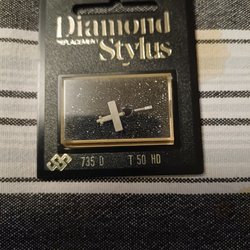 Diamond
REPLACEMENT
Stylus
735 D T 50 HD